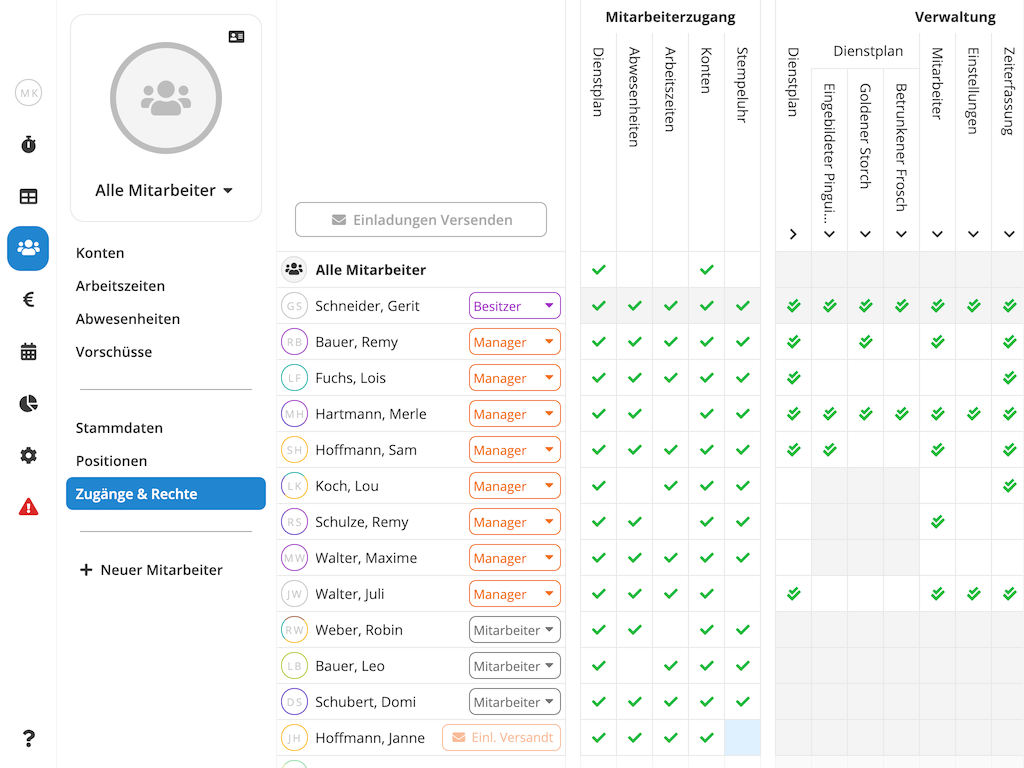 MK
Alle Mitarbeiter
Konten
Arbeitszeiten
Abwesenheiten
Vorschüsse
Stammdaten
Positionen
Zugänge & Rechte
+ Neuer Mitarbeiter
€
?
Einladungen Versenden
Mitarbeiterzugang
Dienstplan
Abwesenheiten
Arbeitszeiten
Konten
Stempeluhr
Verwaltung
Dienstplan
Dienstplan
Eingebildeter Pingui...
Goldener Storch
Betrunkener Frosch
Mitarbeiter
Einstellungen
Zeiterfassung
Alle Mitarbeiter
GS Schneider, Gerit Besitzer
RB Bauer, Remy Manager
LF Fuchs, Lois Manager
MH Hartmann, Merle Manager
SH Hoffmann, Sam Manager
LK Koch, Lou Manager
RS Schulze, Remy Manager
MW Walter, Maxime Manager
JW Walter, Juli Manager
RW Weber, Robin Mitarbeiter
LB Bauer, Leo Mitarbeiter
DS Schubert, Domi Mitarbeiter
JH Hoffmann, Janne Einl. Versandt